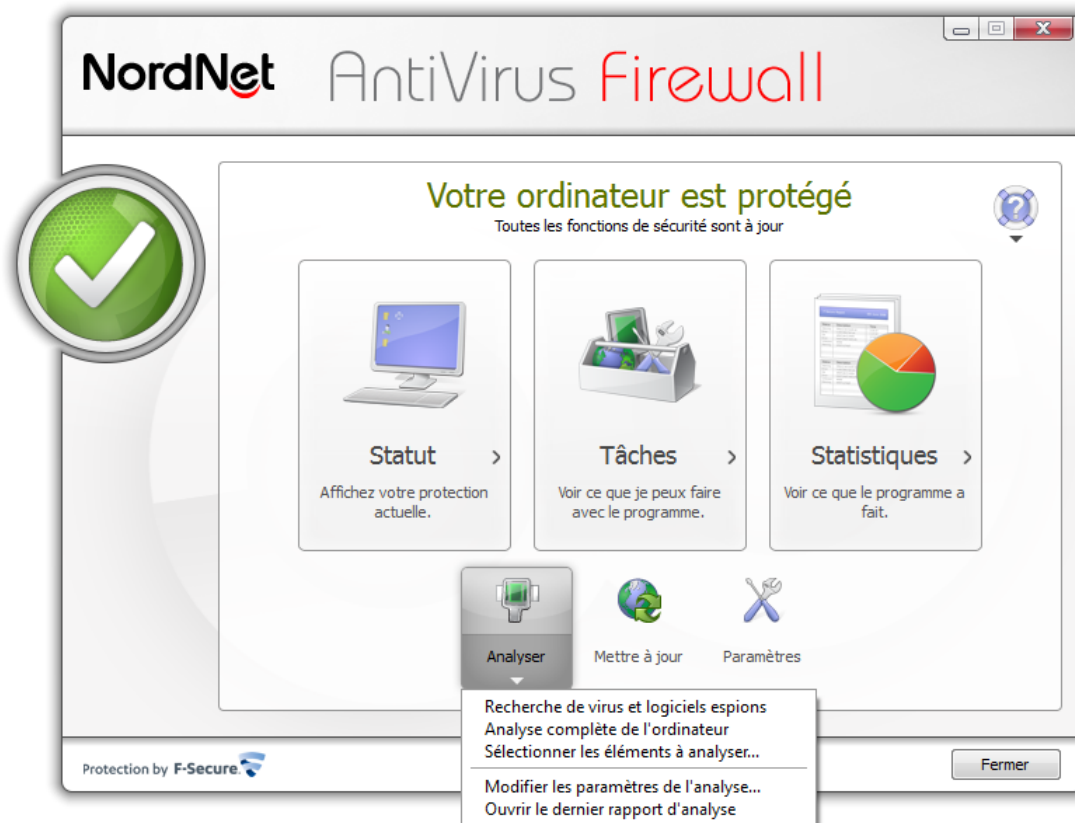 NordNet AntiVirus Firewall
Votre ordinateur est protégé
Toutes les fonctions de sécurité sont à jour
Statut
Affichez votre protection
actuelle.
Tâches
Voir ce que je peux faire
avec le programme.
Statistiques
Voir ce que le programme a
fait.
Analyser
Mettre à jour
Paramètres
Recherche de virus et logiciels espions
Analyse complète de l'ordinateur
Sélectionner les éléments à analyser...
Modifier les paramètres de l'analyse...
Ouvrir le dernier rapport d'analyse
Protection by F-Secure.
Fermer